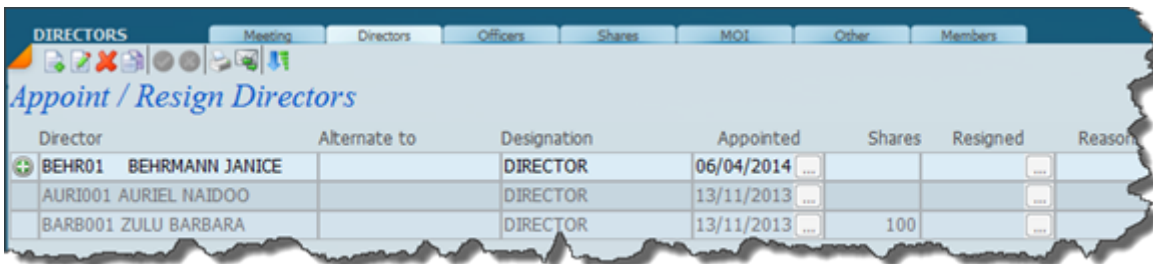 DIRECTORS Meeting Directors Officers Shares MOI Other Members
Appoint / Resign Directors
Director Alternate to Designation Appointed Shares Resigned Reason
BEHR01 BEHRMANN JANICE DIRECTOR 06/04/2014 ...
AURI001 AURIEL NAIDOO DIRECTOR 13/11/2013 ...
BARB001 ZULU BARBARA DIRECTOR 13/11/2013 ... 100